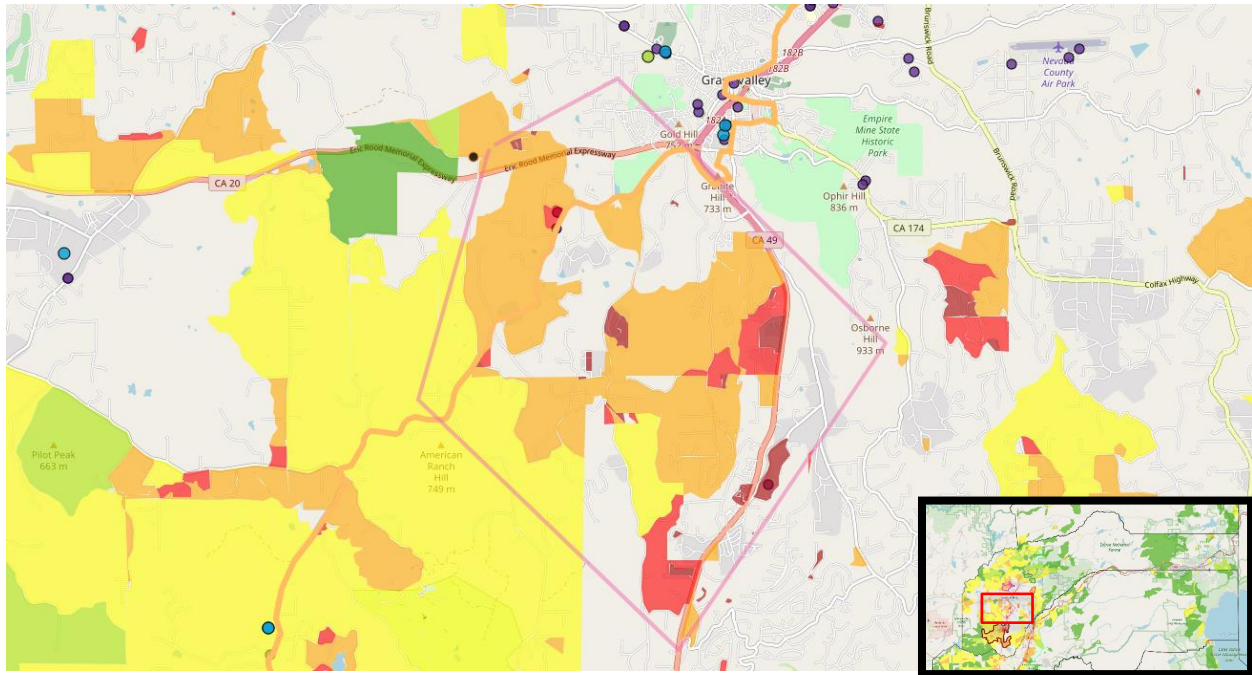 182B
182B
Grass Valley
Brunswick Road
Nevada
County
Air Park
182A
Gold Hill
757 m
Empire
Mine State
Historic
Park
Eric Rood Memorial Expressway
Eric Rood Memorial Expressway
CA 20
Granite
Hill
733 m
Ophir Hill
836 m
Brunswick Road
CA 174
CA 49
Colfax Highway
Osborne
Hill
933 m
Pilot Peak
663 m
American
Ranch
Hill
749 m